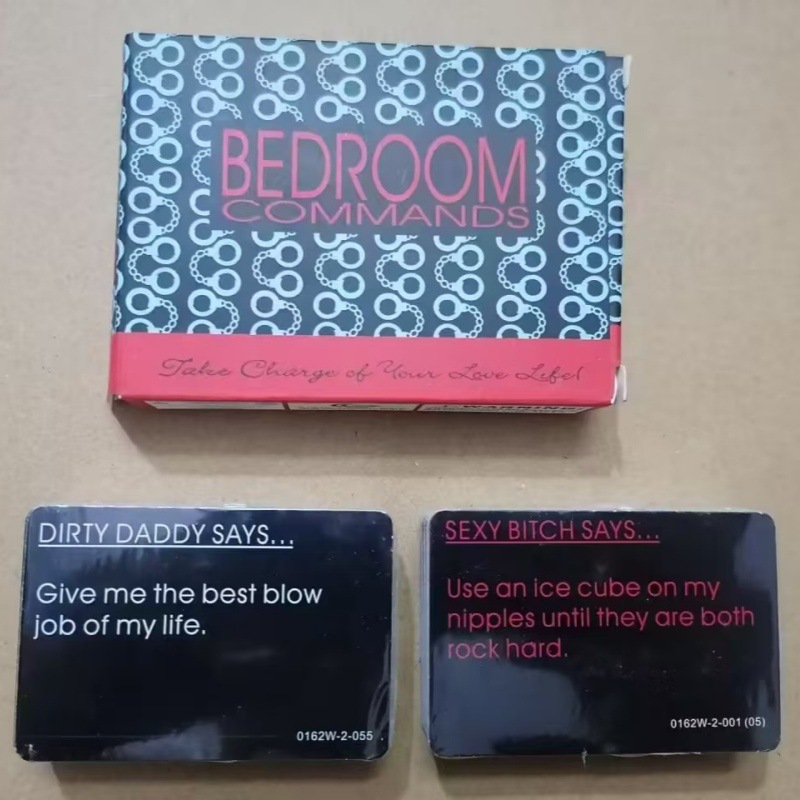 BEDROOM
COMMANDS
Take Charge of Your Love Life!
WARNING
DIRTY DADDY SAYS...
Give me the best blow
job of my life.
0162W-2-055
SEXY BITCH SAYS...
Use an ice cube on my
nipples until they are both
rock hard.
0162W-2-001 (05)